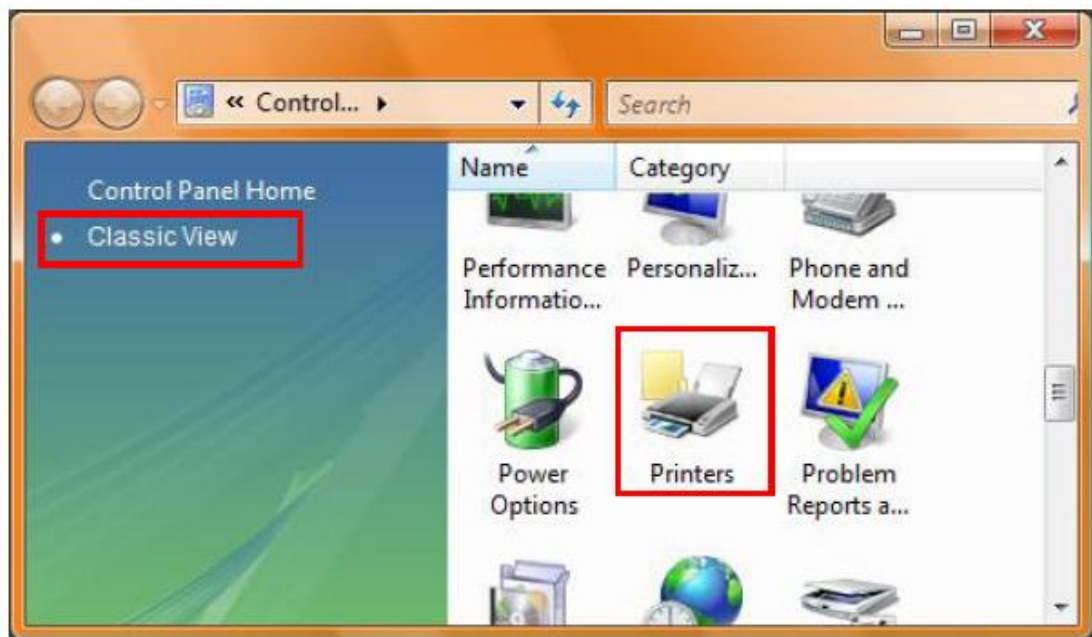 « Control...
Search
Control Panel Home
Classic View
Name Category
Performance Informatio...
Personaliz...
Phone and Modem ...
Power Options
Printers
Problem Reports a...